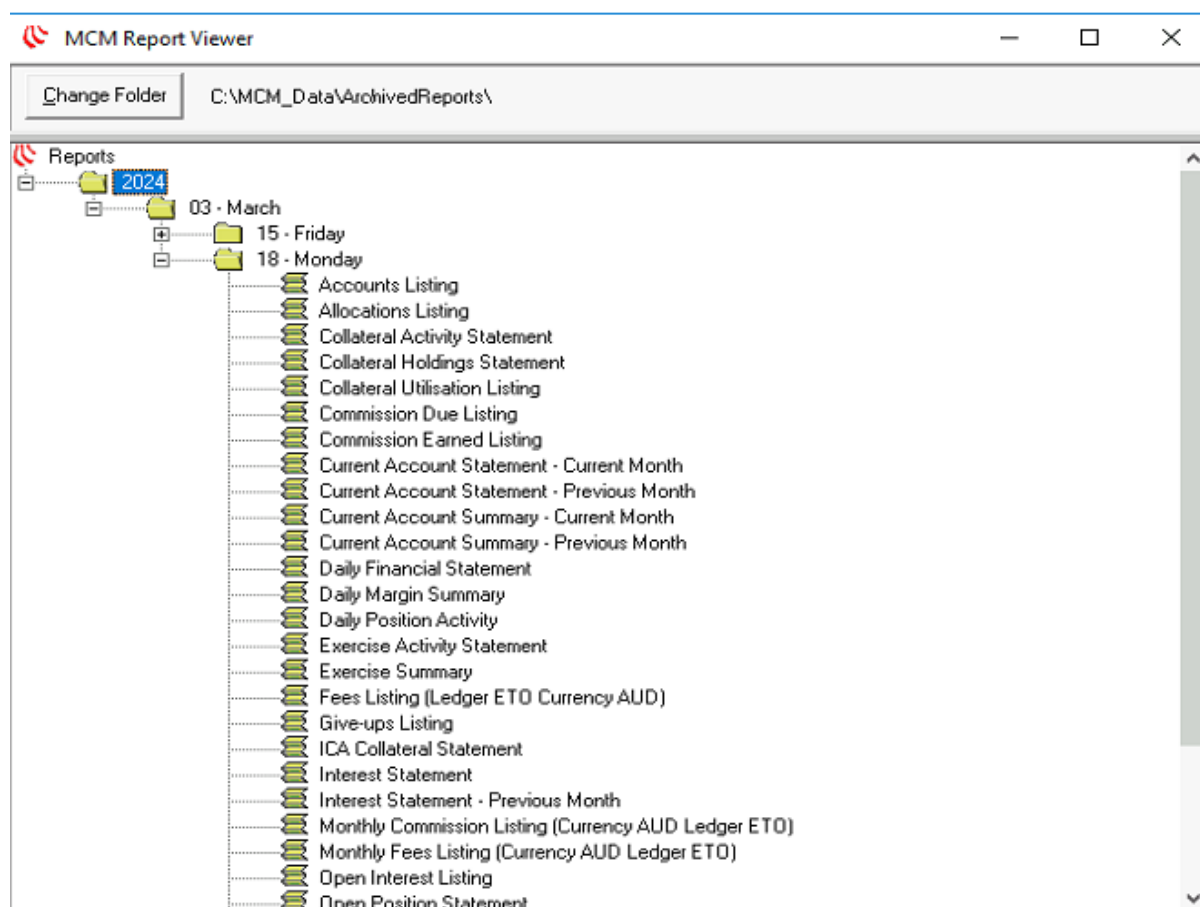 MCM Report Viewer
Change Folder C:\MCM_Data\ArchivedReports\
Reports
2024
03 - March
15 - Friday
18 - Monday
Accounts Listing
Allocations Listing
Collateral Activity Statement
Collateral Holdings Statement
Collateral Utilisation Listing
Commission Due Listing
Commission Earned Listing
Current Account Statement - Current Month
Current Account Statement - Previous Month
Current Account Summary - Current Month
Current Account Summary - Previous Month
Daily Financial Statement
Daily Margin Summary
Daily Position Activity
Exercise Activity Statement
Exercise Summary
Fees Listing (Ledger ETO Currency AUD)
Give-ups Listing
ICA Collateral Statement
Interest Statement
Interest Statement - Previous Month
Monthly Commission Listing (Currency AUD Ledger ETO)
Monthly Fees Listing (Currency AUD Ledger ETO)
Open Interest Listing
Open Position Statement